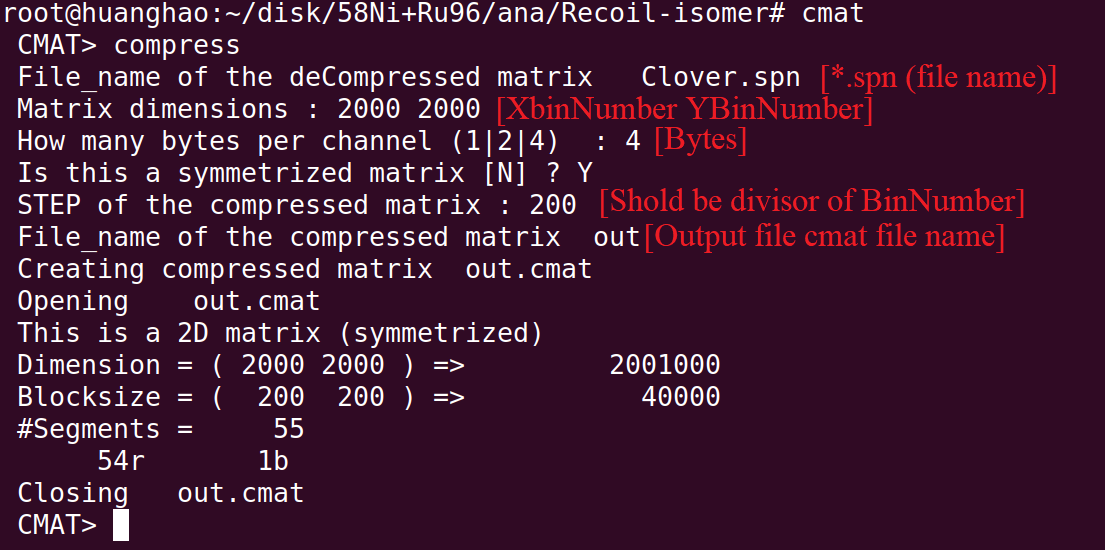 root@huanghao:~/disk/58Ni+Ru96/ana/Recoil-isomer# cmat
CMAT> compress
File_name of the deCompressed matrix   Clover.spn [*.spn (file name)]
Matrix dimensions : 2000 2000 [XbinNumber YBinNumber]
How many bytes per channel (1|2|4)  : 4 [Bytes]
Is this a symmetrized matrix [N] ? Y
STEP of the compressed matrix : 200 [Shold be divisor of BinNumber]
File_name of the compressed matrix  out[Output file cmat file name]
Creating compressed matrix  out.cmat
Opening    out.cmat
This is a 2D matrix (symmetrized)
Dimension = ( 2000 2000 ) =>         2001000
Blocksize = (  200  200 ) =>           40000
#Segments =     55
54r       1b
Closing   out.cmat
CMAT>